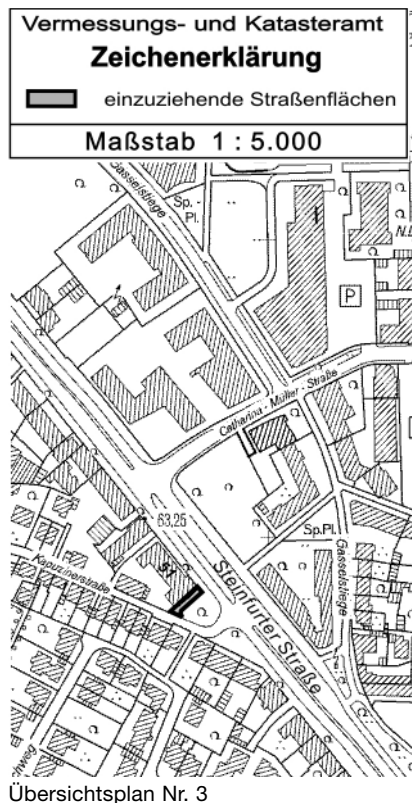 Vermessungs- und Katasteramt
Zeichenerklärung
einzuziehende Straßenflächen
Maßstab 1 : 5.000
Gasselstiege
Sp.
Pl.
P
Catharina - Müller - Straße
63,25
Sp.Pl.
Gasselstiege
Kapuzinerstraße
57
Steinfurter Straße
Übersichtsplan Nr. 3